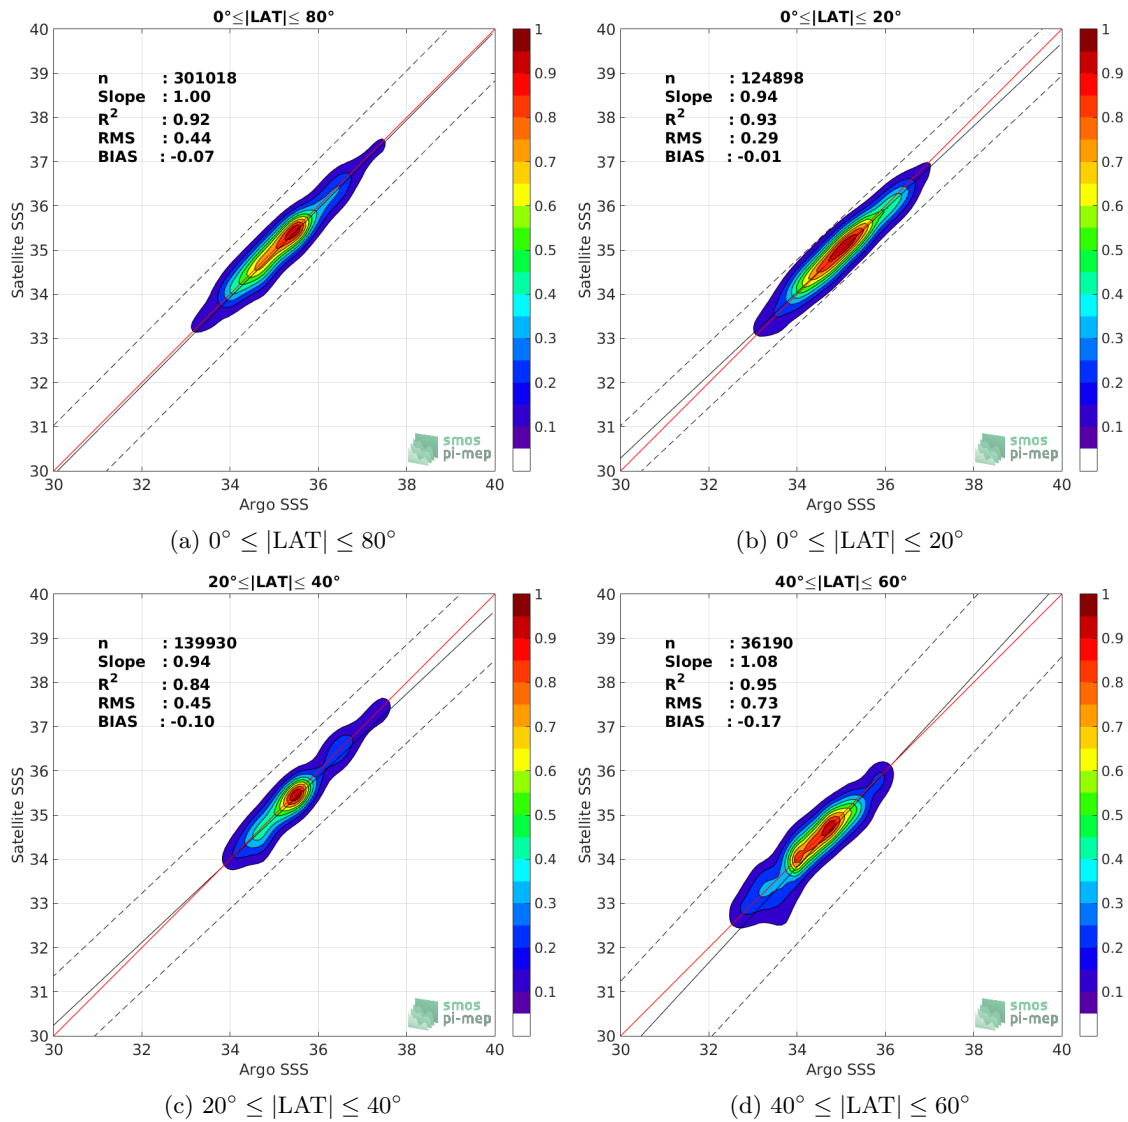 0°≤|LAT|≤ 80°
n : 301018
Slope : 1.00
R2 : 0.92
RMS : 0.44
BIAS : -0.07
40
39
38
37
36
35
34
33
32
31
30
30 32 34 36 38 40
Satellite SSS
Argo SSS
1
0.9
0.8
0.7
0.6
0.5
0.4
0.3
0.2
0.1
smos
pi-mep
(a) 0° ≤ |LAT| ≤ 80°
0°≤|LAT|≤ 20°
n : 124898
Slope : 0.94
R2 : 0.93
RMS : 0.29
BIAS : -0.01
40
39
38
37
36
35
34
33
32
31
30
30 32 34 36 38 40
Satellite SSS
Argo SSS
1
0.9
0.8
0.7
0.6
0.5
0.4
0.3
0.2
0.1
smos
pi-mep
(b) 0° ≤ |LAT| ≤ 20°
20°≤|LAT|≤ 40°
n : 139930
Slope : 0.94
R2 : 0.84
RMS : 0.45
BIAS : -0.10
40
39
38
37
36
35
34
33
32
31
30
30 32 34 36 38 40
Satellite SSS
Argo SSS
1
0.9
0.8
0.7
0.6
0.5
0.4
0.3
0.2
0.1
smos
pi-mep
(c) 20° ≤ |LAT| ≤ 40°
40°≤|LAT|≤ 60°
n : 36190
Slope : 1.08
R2 : 0.95
RMS : 0.73
BIAS : -0.17
40
39
38
37
36
35
34
33
32
31
30
30 32 34 36 38 40
Satellite SSS
Argo SSS
1
0.9
0.8
0.7
0.6
0.5
0.4
0.3
0.2
0.1
smos
pi-mep
(d) 40° ≤ |LAT| ≤ 60°